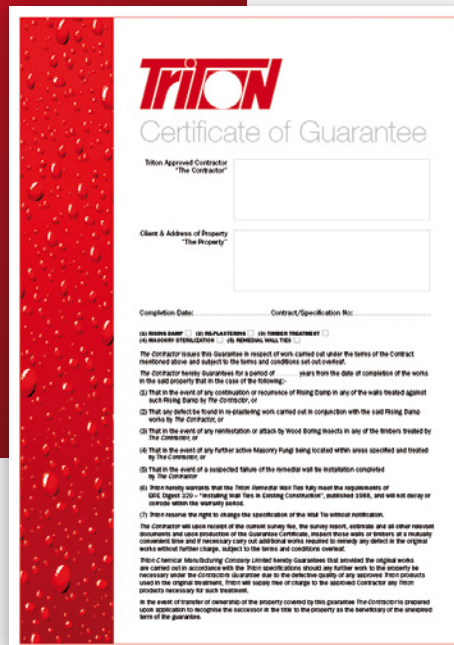 TRITON
Certificate of Guarantee
Triton Approved Contractor
"The Contractor"
Client & Address of Property
"The Property"
Completion Date: Contract/Specification No:
(1) RISING DAMP (2) RE-PLASTERING (3) TIMBER TREATMENT
(4) MASONRY STERILIZATION (5) REMEDIAL WALL TIES
The Contractor issues this Guarantee in respect of work carried out under the terms of the Contract
mentioned above and subject to the terms and conditions set out overleaf.
The Contractor hereby Guarantees for a period of ......... years from the date of completion of the works
in the said property that in the case of the following:-
(1) That in the event of any continuation or recurrence of Rising Damp in any of the walls treated against
such Rising Damp by The Contractor, or
(2) That any defect be found in re-plastering work carried out in conjunction with the said Rising Damp
works by The Contractor, or
(3) That in the event of any reinfestation or attack by Wood Boring Insects in any of the timbers treated by
The Contractor, or
(4) That in the event of any further active Masonry Fungi being located within areas specified and treated
by The Contractor, or
(5) That in the event of a suspected failure of the remedial wall tie installation completed
by The Contractor
(6) Triton hereby warrants that the Triton Remedial Wall Ties fully meet the requirements of
BRE Digest 329 – "Installing Wall Ties in Existing Construction", published 1988, and will not decay or
corrode within the warranty period.
(7) Triton reserve the right to change the specification of the Wall Tie without notification.
The Contractor will upon receipt of the current survey fee, the survey report, estimate and all other relevant
documents and upon production of the Guarantee Certificate, inspect those walls or timbers at a mutually
convenient time and if necessary carry out additional works required to remedy any defect in the original
works without further charge, subject to the terms and conditions overleaf.
Triton Chemical Manufacturing Company Limited hereby Guarantees that provided the original works
are carried out in accordance with the Triton specifications should any further work to the property be
necessary under the Contractors Guarantee due to the defective quality of any approved Triton products
used in the original treatment, Triton will supply free of charge to the approved Contractor any Triton
products necessary for such treatment.
In the event of transfer of ownership of the property covered by this guarantee The Contractor is prepared
upon application to recognise the successor in the title to the property as the beneficiary of the unexpired
term of the guarantee.